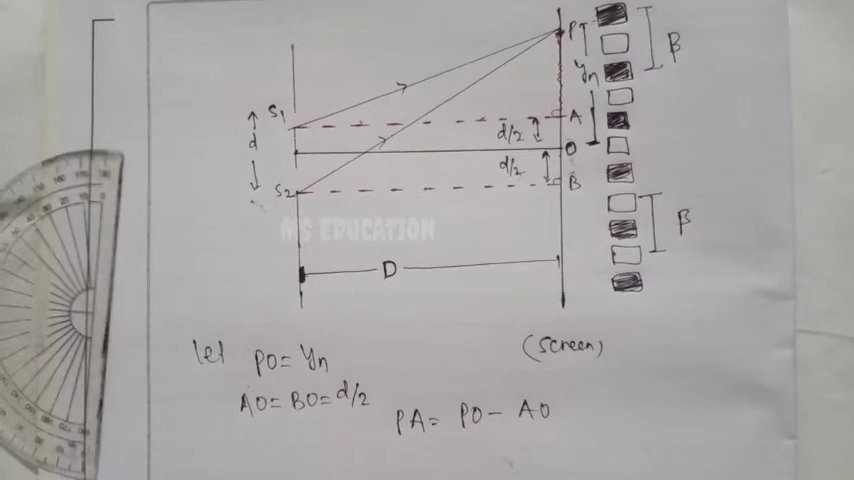 P
yn
β
S1
A
d/2
d
O
d/2
S2
B
β
MS EDUCATION
D
(Screen)
let PO = yn
AO = BO = d/2
PA = PO - AO